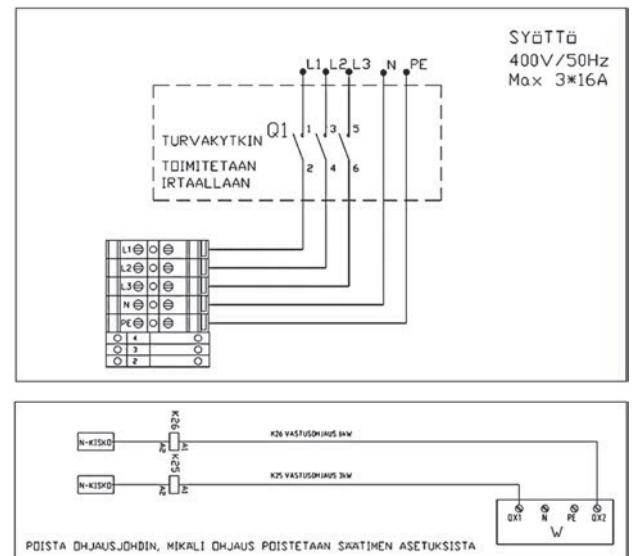 SYÖTTÖ
400V/50Hz
Max 3*16A
L1 L2 L3 N PE
Q1 1 3 5
TURVAKYTKIN
2 4 6
TOIMITETAAN
IRTAALLAAN
L1
L2
L3
N
PE
4
3
2
K26
N-KISKO A2 A1 K26 VASTUSOHJAUS 6kW
K25
N-KISKO A2 A1 K25 VASTUSOHJAUS 3kW
QX1 N PE QX2
W
POISTA OHJAUSJOHDIN, MIKÄLI OHJAUS POISTETAAN SÄÄTIMEN ASETUKSISTA